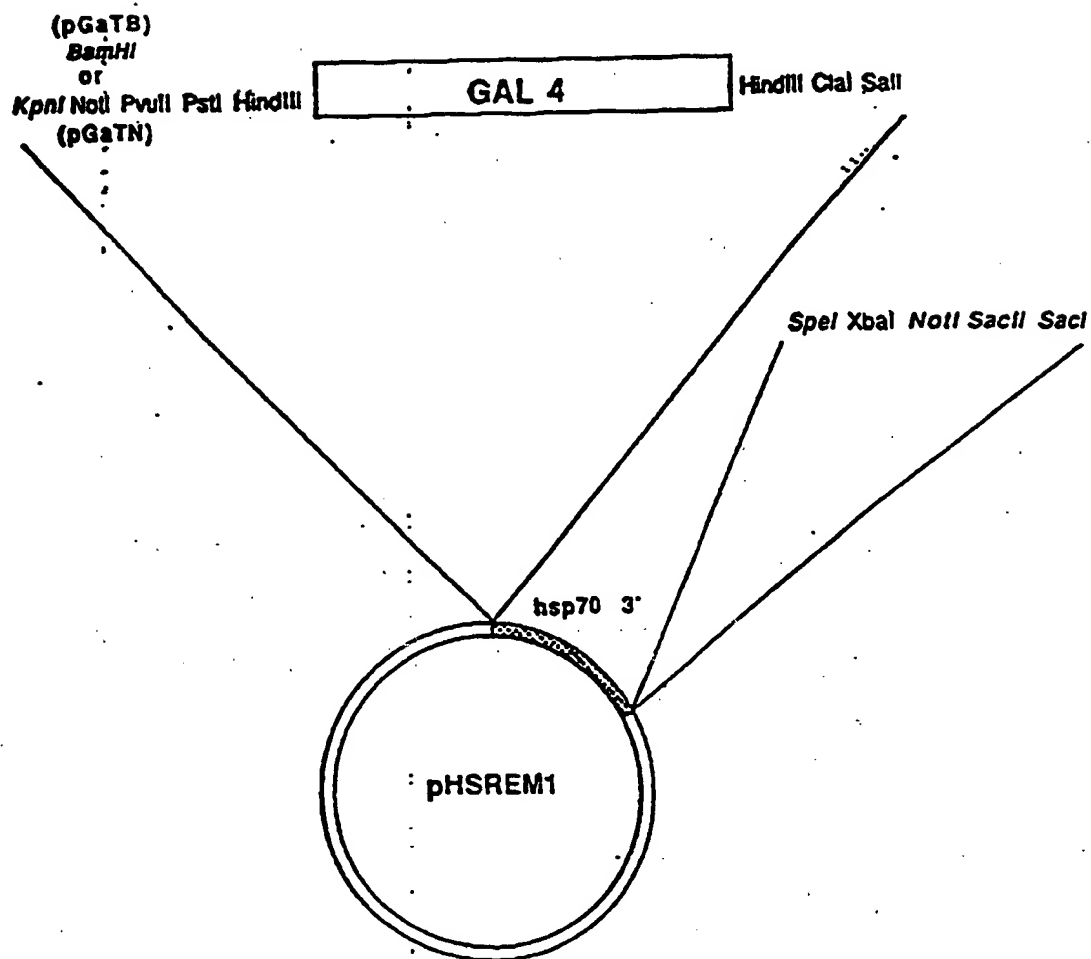 (pGaTB)
BamHI
or
KpnI NotI PvuII PstI HindIII
(pGaTN)
GAL 4
HindIII ClaI SalI
SpeI XbaI NotI SacII SacI
hsp70 3'
pHSREM1